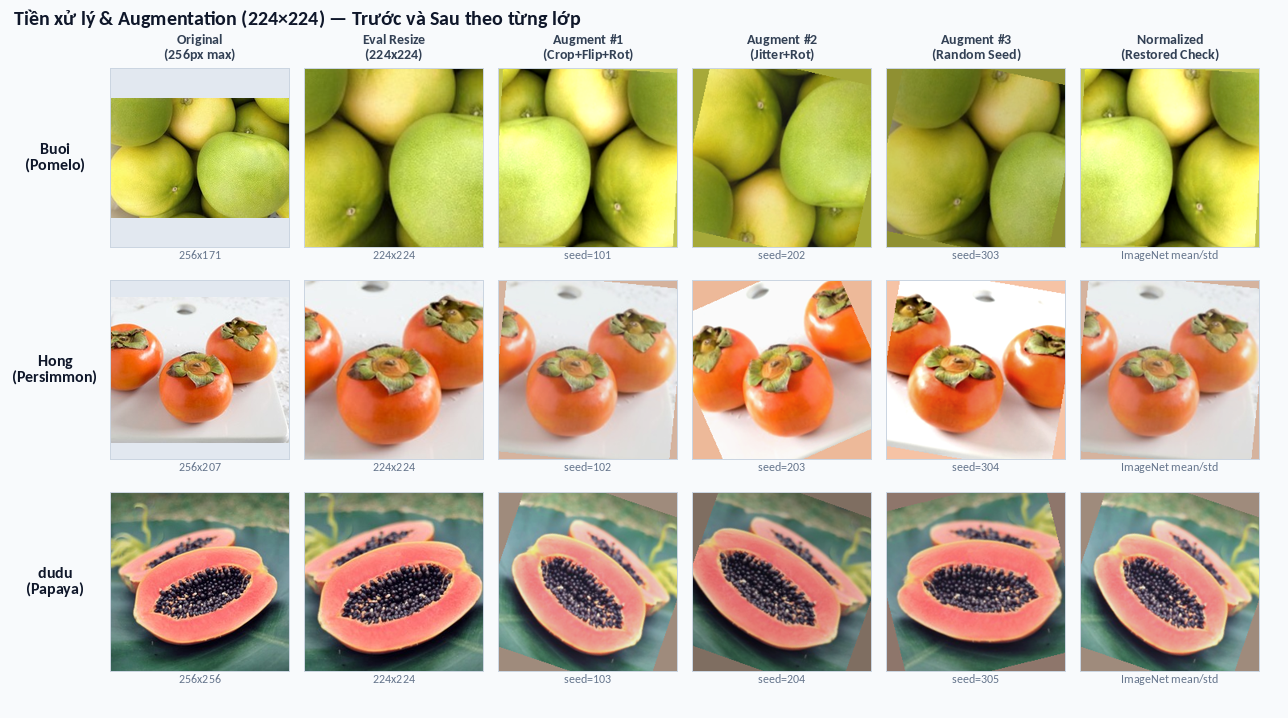 Tiền xử lý & Augmentation (224×224) — Trước và Sau theo từng lớp
Original
(256px max)
Eval Resize
(224x224)
Augment #1
(Crop+Flip+Rot)
Augment #2
(Jitter+Rot)
Augment #3
(Random Seed)
Normalized
(Restored Check)
Buoi
(Pomelo)
256x171
224x224
seed=101
seed=202
seed=303
ImageNet mean/std
Hong
(Persimmon)
256x207
224x224
seed=102
seed=203
seed=304
ImageNet mean/std
dudu
(Papaya)
256x256
224x224
seed=103
seed=204
seed=305
ImageNet mean/std